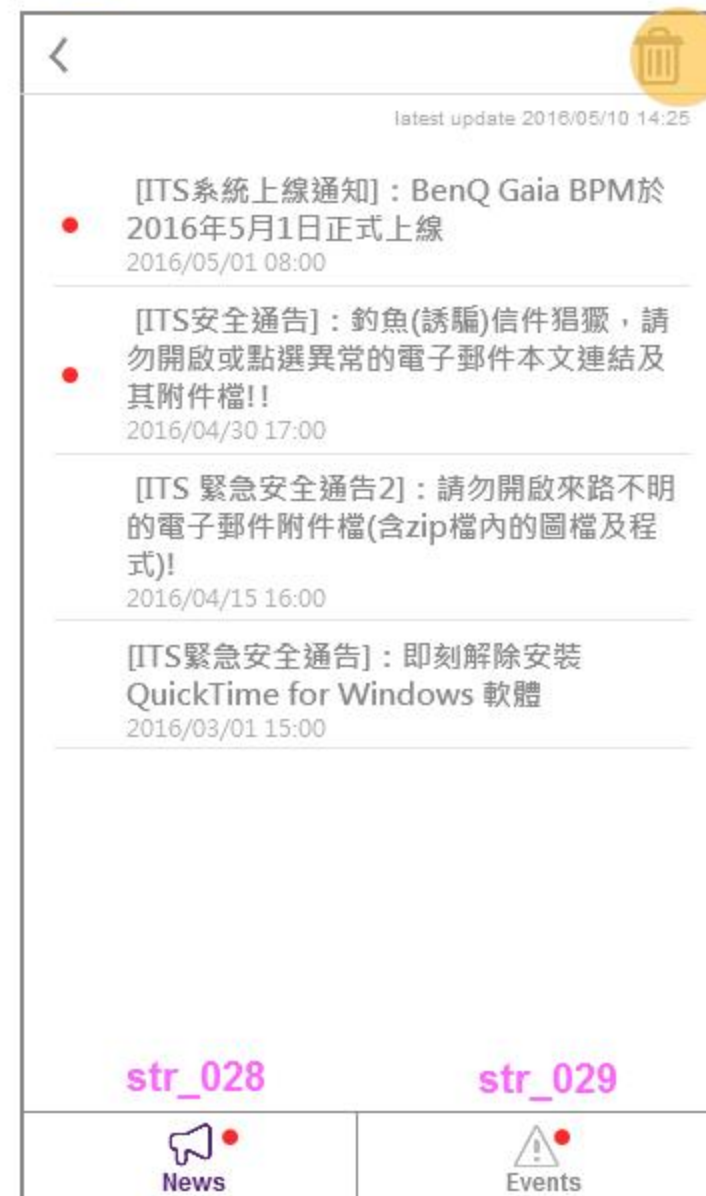 latest update 2016/05/10 14:25
[ITS系統上線通知]：BenQ Gaia BPM於
2016年5月1日正式上線
2016/05/01 08:00
[ITS安全通告]：釣魚(誘騙)信件猖獗，請
勿開啟或點選異常的電子郵件本文連結及
其附件檔!!
2016/04/30 17:00
[ITS 緊急安全通告2]：請勿開啟來路不明
的電子郵件附件檔(含zip檔內的圖檔及程
式)!
2016/04/15 16:00
[ITS緊急安全通告]：即刻解除安裝
QuickTime for Windows 軟體
2016/03/01 15:00
str_028 str_029
News Events